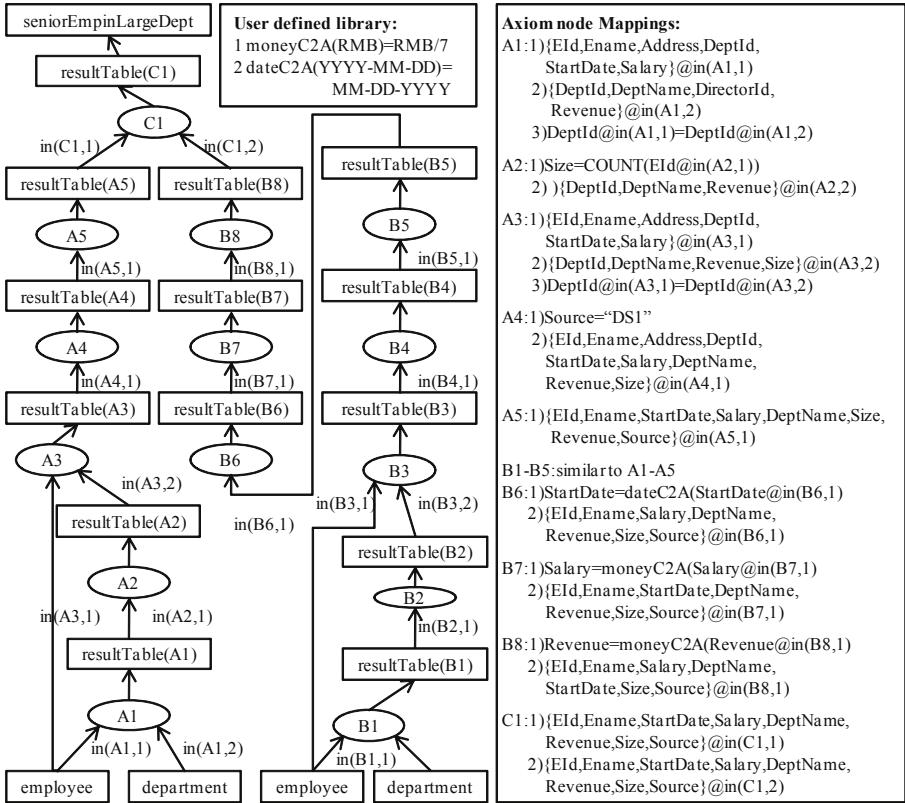 seniorEmpinLargeDept
resultTable(C1)
C1
in(C1,1)
in(C1,2)
resultTable(A5)
resultTable(B8)
A5
B8
in(A5,1)
in(B8,1)
resultTable(A4)
resultTable(B7)
A4
B7
in(A4,1)
in(B7,1)
resultTable(A3)
resultTable(B6)
A3
B6
in(A3,2)
in(B6,1)
resultTable(A2)
A2
in(A3,1)
in(A2,1)
resultTable(A1)
A1
in(A1,1)
in(A1,2)
employee
department
User defined library:
1 moneyC2A(RMB)=RMB/7
2 dateC2A(YYYY-MM-DD)=
MM-DD-YYYY
resultTable(B5)
B5
in(B5,1)
resultTable(B4)
B4
in(B4,1)
resultTable(B3)
B3
in(B3,1)
in(B3,2)
resultTable(B2)
B2
in(B2,1)
resultTable(B1)
B1
in(B1,1)
employee
department
Axiom node Mappings:
A1:1){EId,Ename,Address,DeptId,
StartDate,Salary}@in(A1,1)
2){DeptId,DeptName,DirectorId,
Revenue}@in(A1,2)
3)DeptId@in(A1,1)=DeptId@in(A1,2)
A2:1)Size=COUNT(EId@in(A2,1))
2) ){DeptId,DeptName,Revenue}@in(A2,2)
A3:1){EId,Ename,Address,DeptId,
StartDate,Salary}@in(A3,1)
2){DeptId,DeptName,Revenue,Size}@in(A3,2)
3)DeptId@in(A3,1)=DeptId@in(A3,2)
A4:1)Source=“DS1”
2){EId,Ename,Address,DeptId,
StartDate,Salary,DeptName,
Revenue,Size}@in(A4,1)
A5:1){EId,Ename,StartDate,Salary,DeptName,Size,
Revenue,Source}@in(A5,1)
B1-B5:similar to A1-A5
B6:1)StartDate=dateC2A(StartDate@in(B6,1)
2){EId,Ename,Salary,DeptName,
Revenue,Size,Source}@in(B6,1)
B7:1)Salary=moneyC2A(Salary@in(B7,1)
2){EId,Ename,StartDate,DeptName,
Revenue,Size,Source}@in(B7,1)
B8:1)Revenue=moneyC2A(Revenue@in(B8,1)
2){EId,Ename,Salary,DeptName,
StartDate,Size,Source}@in(B8,1)
C1:1){EId,Ename,StartDate,Salary,DeptName,
Revenue,Size,Source}@in(C1,1)
2){EId,Ename,StartDate,Salary,DeptName,
Revenue,Size,Source}@in(C1,2)